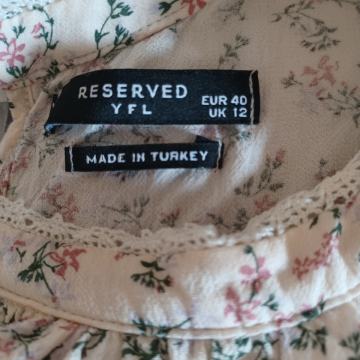 RESERVED
YFL
EUR 40
UK 12
MADE IN TURKEY